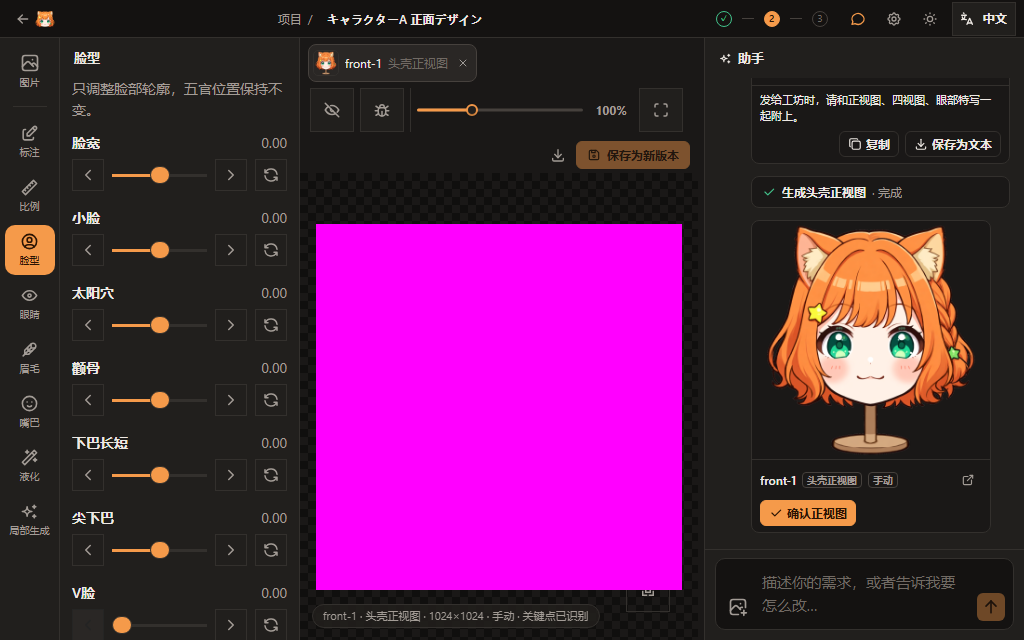 项目 / キャラクターA 正面デザイン
2
3
中文
图片
标注
比例
脸型
眼睛
眉毛
嘴巴
液化
局部生成
脸型
只调整脸部轮廓，五官位置保持不
变。
脸宽 0.00
小脸 0.00
太阳穴 0.00
颧骨 0.00
下巴长短 0.00
尖下巴 0.00
V脸 0.00
front-1 头壳正视图
100%
保存为新版本
front-1 · 头壳正视图 · 1024×1024 · 手动 · 关键点已识别
助手
发给工坊时，请和正视图、四视图、眼部特写一
起附上。
复制 保存为文本
生成头壳正视图 · 完成
front-1 头壳正视图 手动
确认正视图
描述你的需求，或者告诉我要
怎么改...